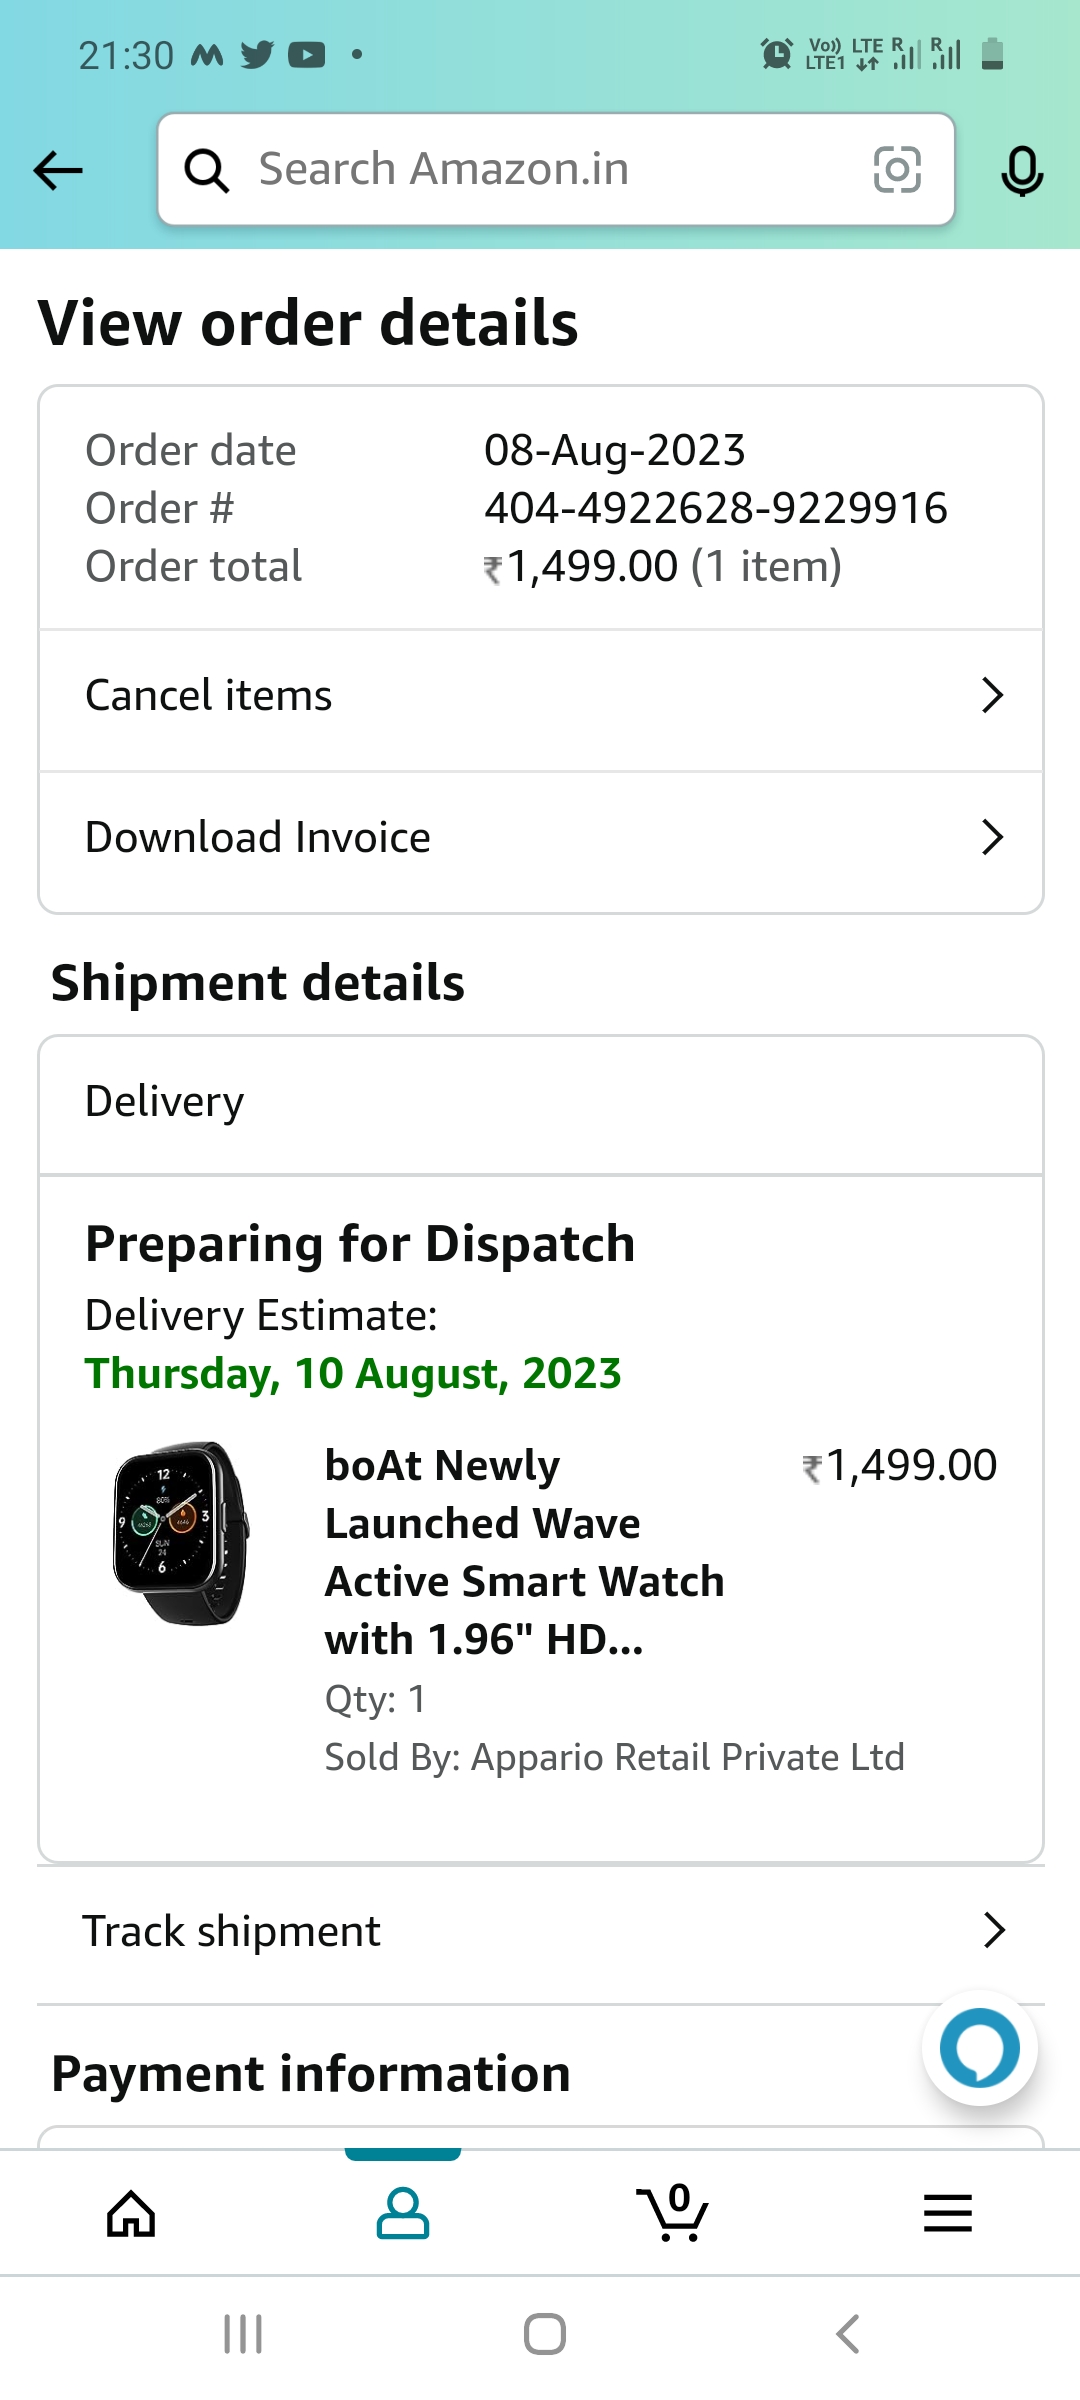 21:30
Vo)) LTE R R
LTE1
Search Amazon.in
View order details
Order date 08-Aug-2023
Order # 404-4922628-9229916
Order total ₹1,499.00 (1 item)
Cancel items
Download Invoice
Shipment details
Delivery
Preparing for Dispatch
Delivery Estimate:
Thursday, 10 August, 2023
boAt Newly ₹1,499.00
Launched Wave
Active Smart Watch
with 1.96" HD...
Qty: 1
Sold By: Appario Retail Private Ltd
12
80%
9 3
SUN
24
6
Track shipment
Payment information
0